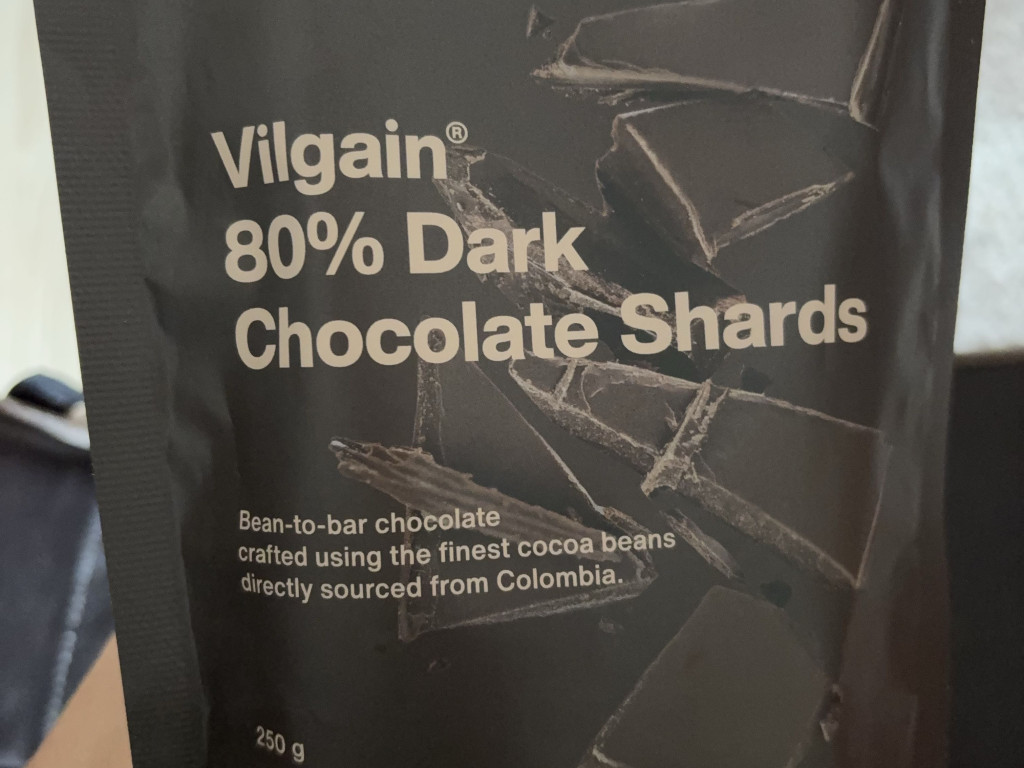 Vilgain®
80% Dark
Chocolate Shards
Bean-to-bar chocolate
crafted using the finest cocoa beans
directly sourced from Colombia.
250 g